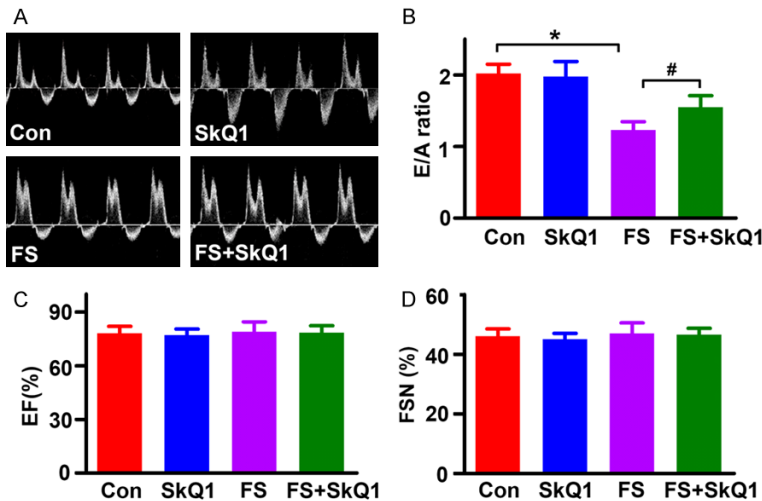 A
Con
SkQ1
FS
FS+SkQ1
B
E/A ratio
2
1
0
*
#
Con SkQ1 FS FS+SkQ1
C
EF(%)
90
60
30
0
Con SkQ1 FS FS+SkQ1
D
FSN (%)
60
40
20
0
Con SkQ1 FS FS+SkQ1